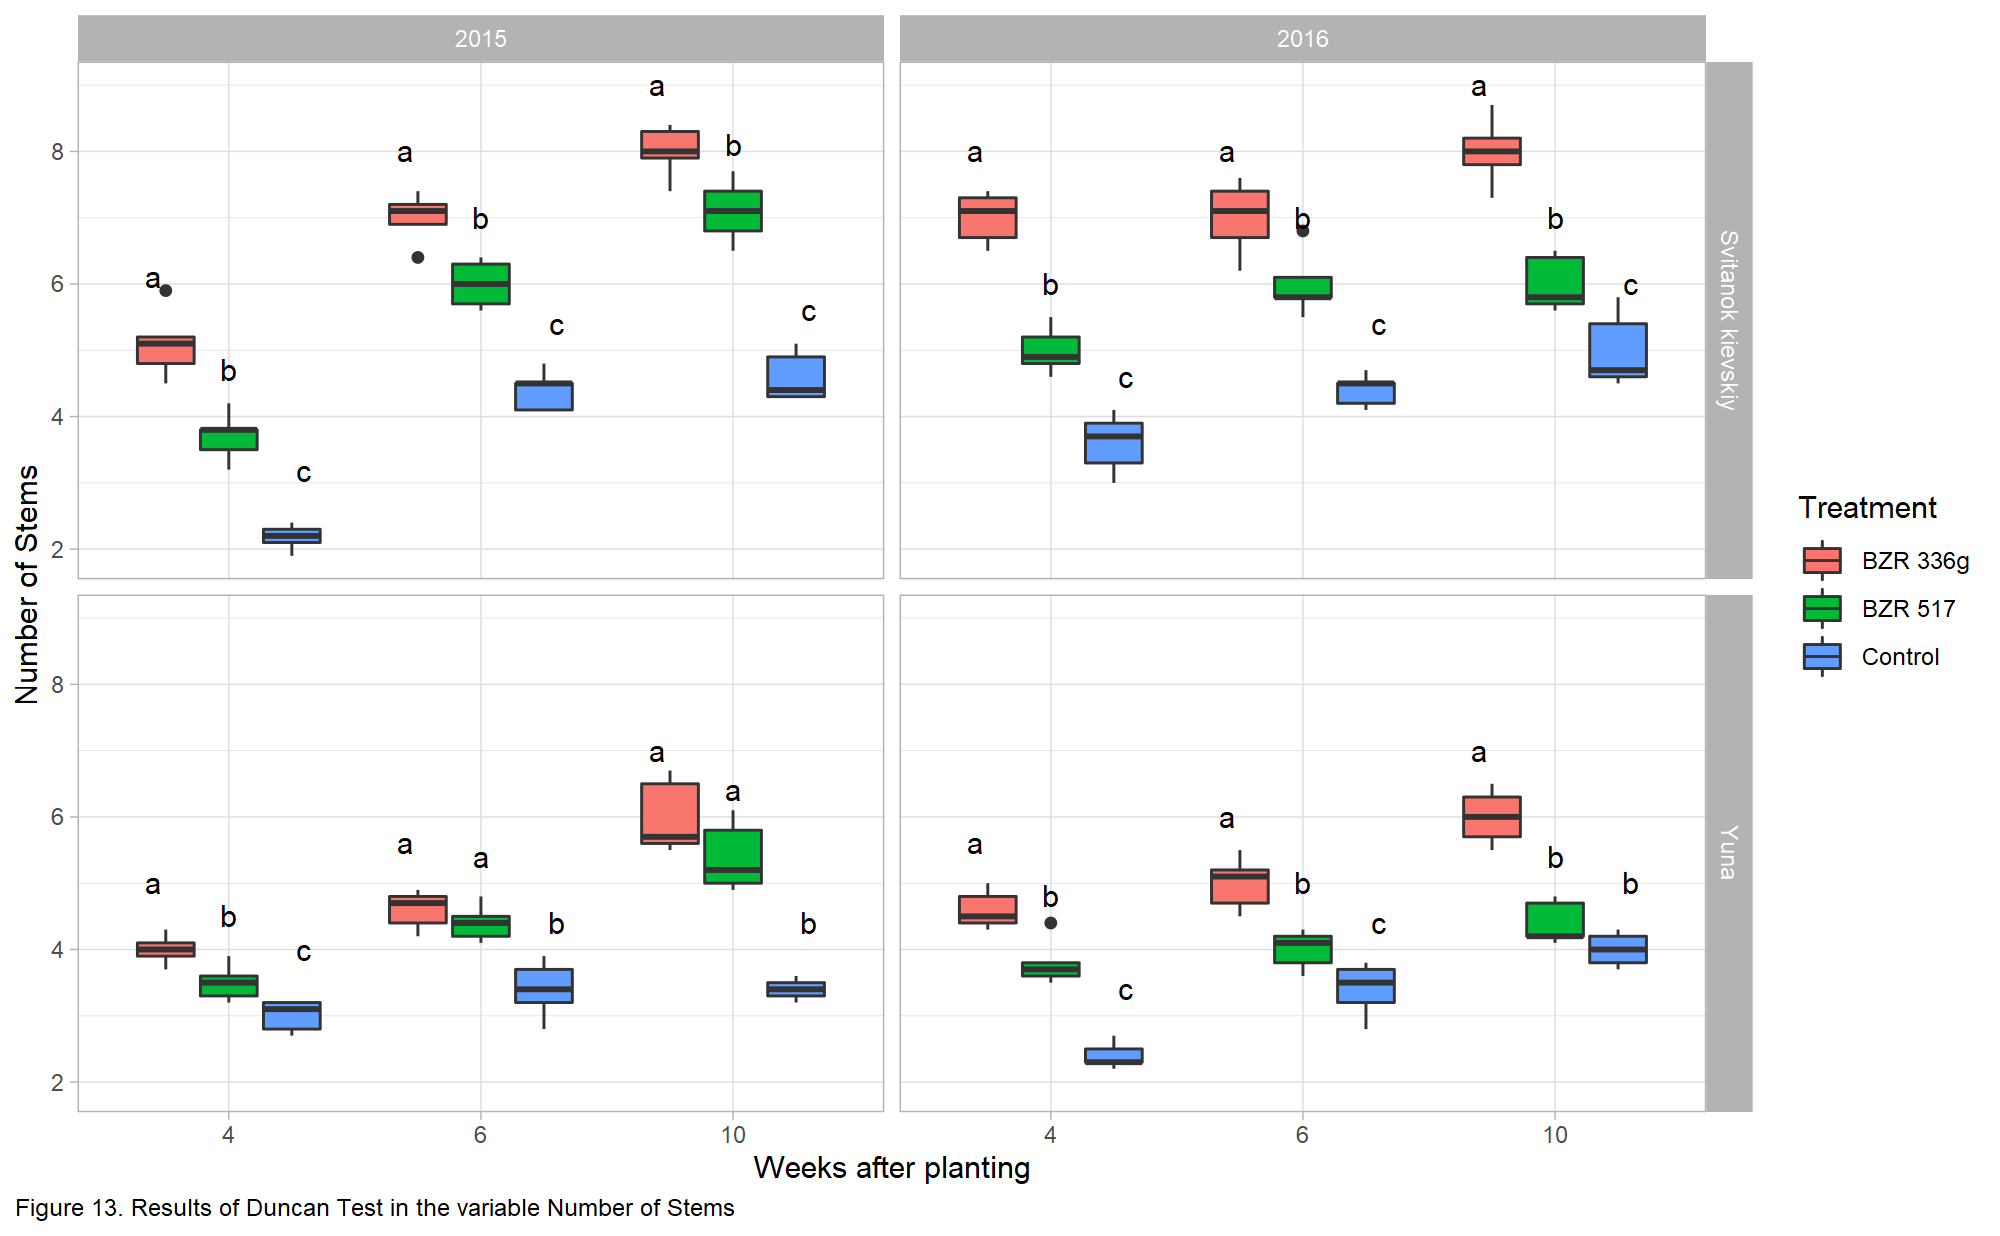 2015
2016
a
a
a
a
a
a
b
b
b
b
b
b
c
c
c
c
c
c
8
6
4
2
Svitanok kievskiy
Number of Stems
a
a
a
a
a
a
b
a
a
b
b
b
c
b
b
c
c
b
8
6
4
2
Yuna
4
6
10
4
6
10
Weeks after planting
Treatment
BZR 336g
BZR 517
Control
Figure 13. Results of Duncan Test in the variable Number of Stems